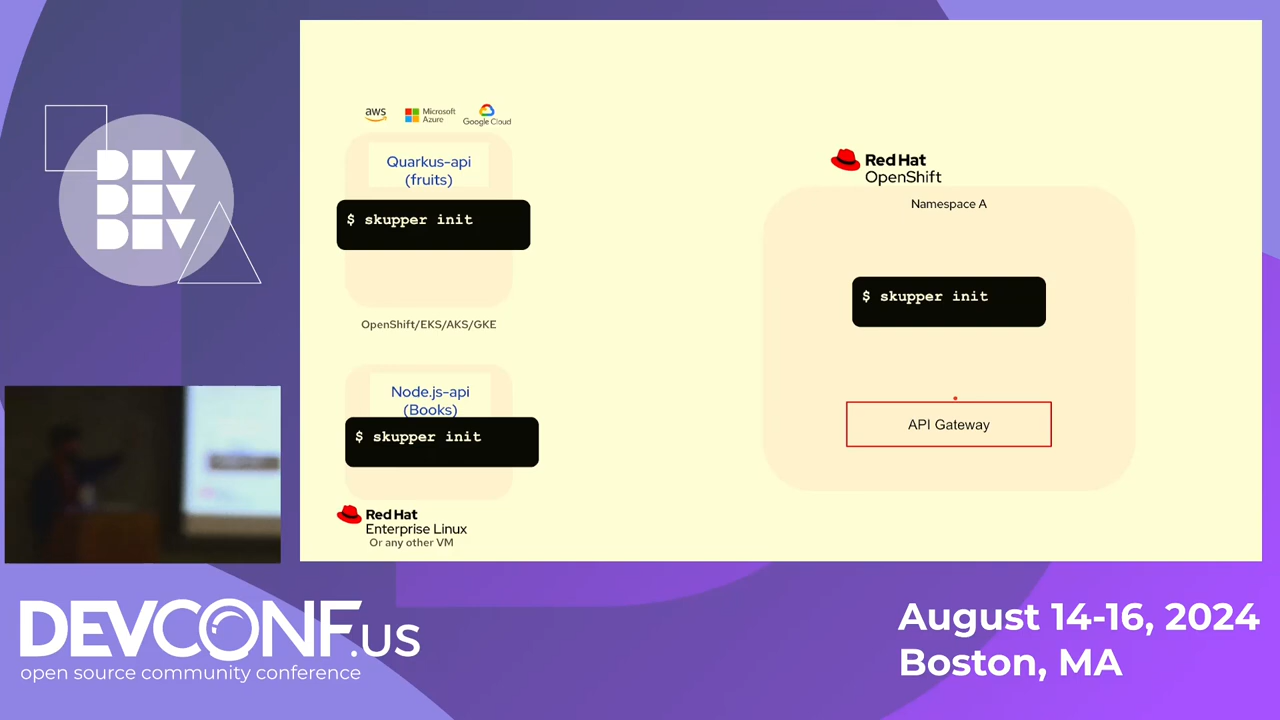 aws
Microsoft
Azure
Google Cloud
Quarkus-api
(fruits)
$ skupper init
OpenShift/EKS/AKS/GKE
Node.js-api
(Books)
$ skupper init
Red Hat
Enterprise Linux
Or any other VM
Red Hat
OpenShift
Namespace A
$ skupper init
API Gateway
DEV
DEV
DEV
DEVCONF.US
open source community conference
August 14-16, 2024
Boston, MA